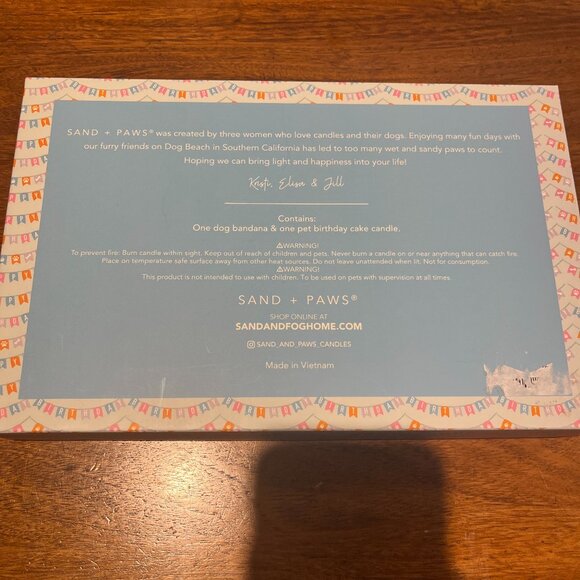 SAND + PAWS® was created by three women who love candles and their dogs. Enjoying many fun days with
our furry friends on Dog Beach in Southern California has led to too many wet and sandy paws to count.
Hoping we can bring light and happiness into your life!
Kristi, Elisa & Jill
Contains:
One dog bandana & one pet birthday cake candle.
⚠WARNING!
To prevent fire: Burn candle within sight. Keep out of reach of children and pets. Never burn a candle on or near anything that can catch fire.
Place on temperature safe surface away from other heat sources. Do not leave unattended when lit. Not for consumption.
⚠WARNING!
This product is not intended to use with children. To be used on pets with supervision at all times.
SAND + PAWS®
SHOP ONLINE AT
SANDANDFOGHOME.COM
SAND_AND_PAWS_CANDLES
Made in Vietnam